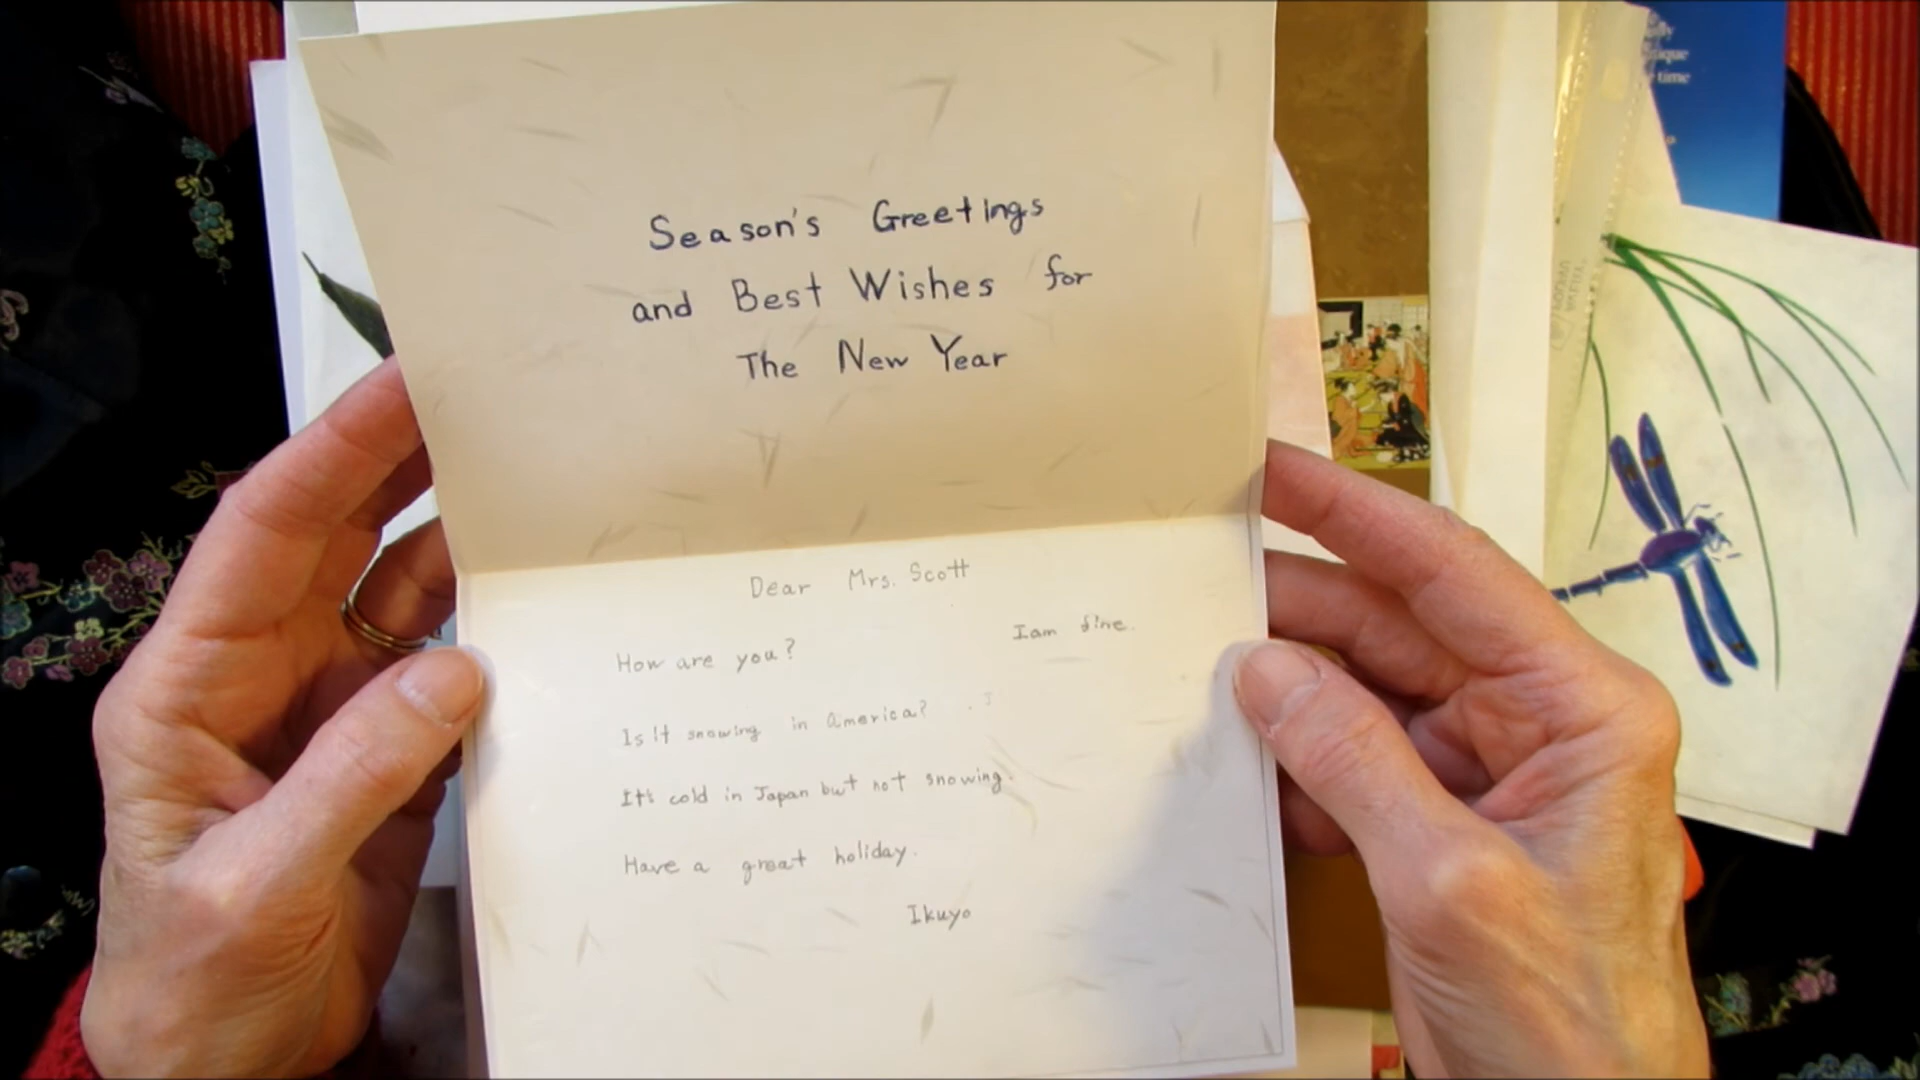 Season's Greetings
and Best Wishes for
The New Year
Dear Mrs. Scott
How are you? I am fine.
Is it snowing in America?
It's cold in Japan but not snowing.
Have a great holiday.
Ikuyo
time